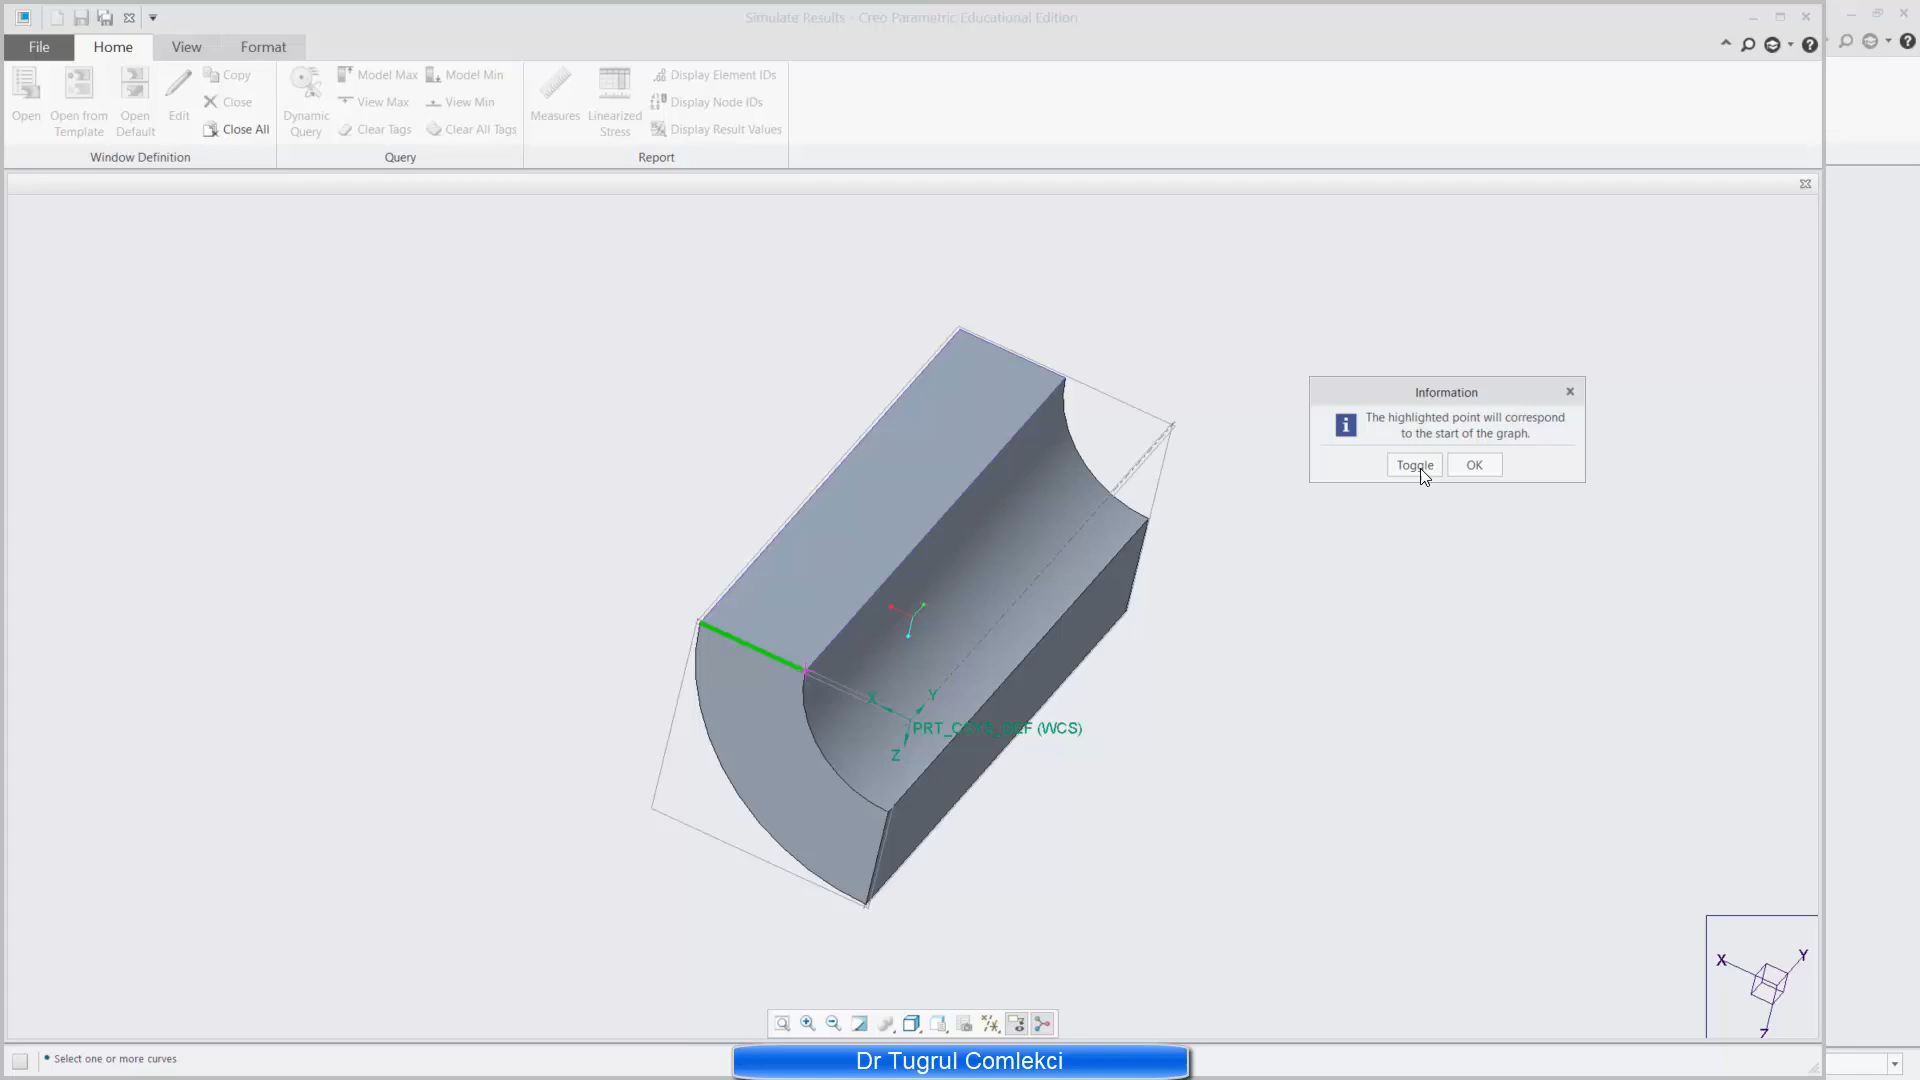 Simulate Results - Creo Parametric Educational Edition
File
Home
View
Format
Open
Open from
Template
Open
Default
Edit
Copy
Close
Close All
Window Definition
Dynamic
Query
Model Max
Model Min
View Max
View Min
Clear Tags
Clear All Tags
Query
Measures
Linearized
Stress
Display Element IDs
Display Node IDs
Display Result Values
Report
Information
The highlighted point will correspond
to the start of the graph.
Toggle
OK
X
Y
PRT_CSYS_DEF (WCS)
Z
X
Y
Z
Select one or more curves
Dr Tugrul Comlekci